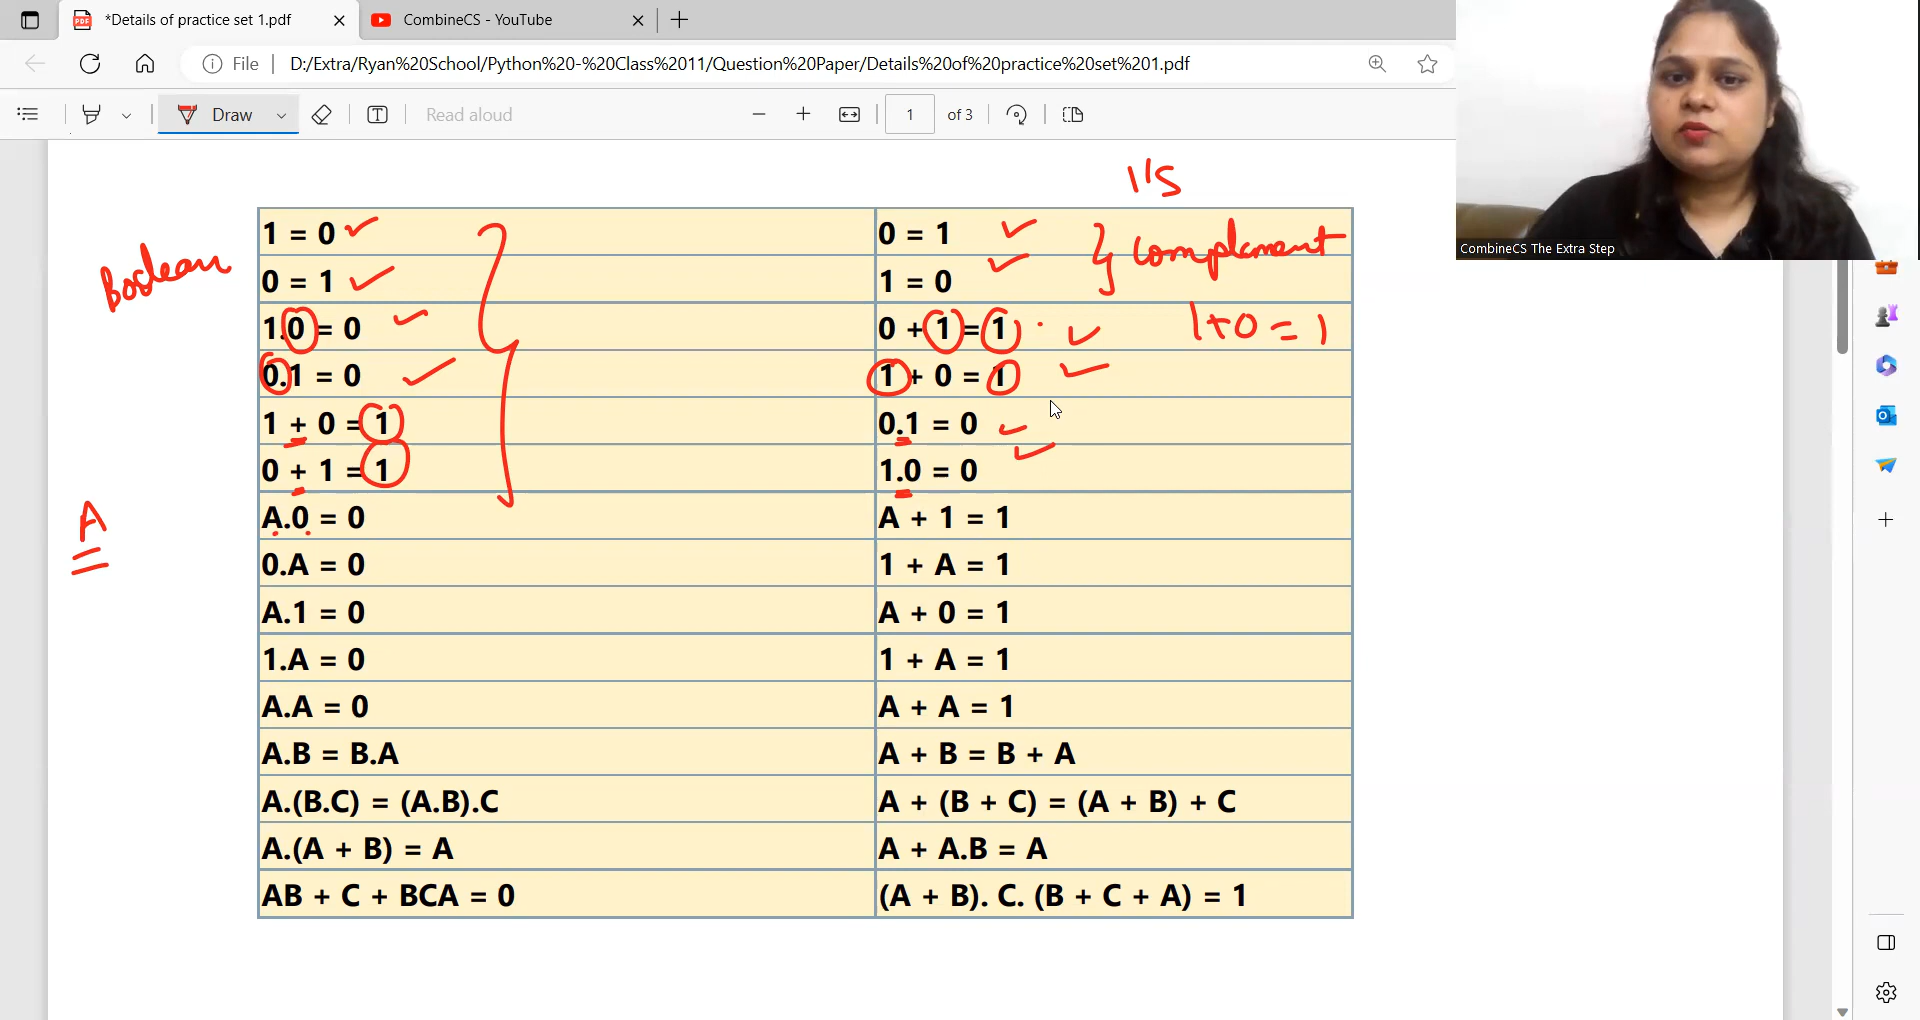 *Details of practice set 1.pdf
CombineCS - YouTube
File
D:/Extra/Ryan%20School/Python%20-%20Class%2011/Question%20Paper/Details%20of%20practice%20set%201.pdf
Draw
Read aloud
1
of 3
CombineCS The Extra Step
1's
Boolean
complement
1 = 0
0 = 1
0 = 1
1 = 0
1.0 = 0
0 + 1 = 1
1+0 = 1
0.1 = 0
1 + 0 = 1
1 + 0 = 1
0.1 = 0
0 + 1 = 1
1.0 = 0
A
A.0 = 0
A + 1 = 1
0.A = 0
1 + A = 1
A.1 = 0
A + 0 = 1
1.A = 0
1 + A = 1
A.A = 0
A + A = 1
A.B = B.A
A + B = B + A
A.(B.C) = (A.B).C
A + (B + C) = (A + B) + C
A.(A + B) = A
A + A.B = A
AB + C + BCA = 0
(A + B). C. (B + C + A) = 1